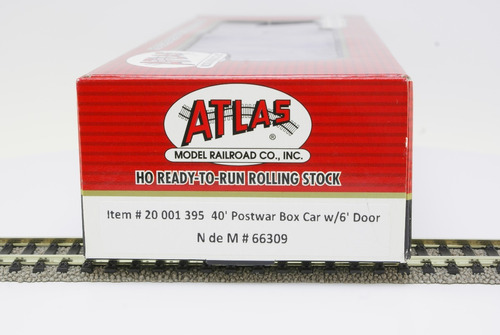 ATLAS
®
MODEL RAILROAD CO., INC.
HO READY-TO-RUN ROLLING STOCK
Item # 20 001 395 40' Postwar Box Car w/6' Door
N de M # 66309